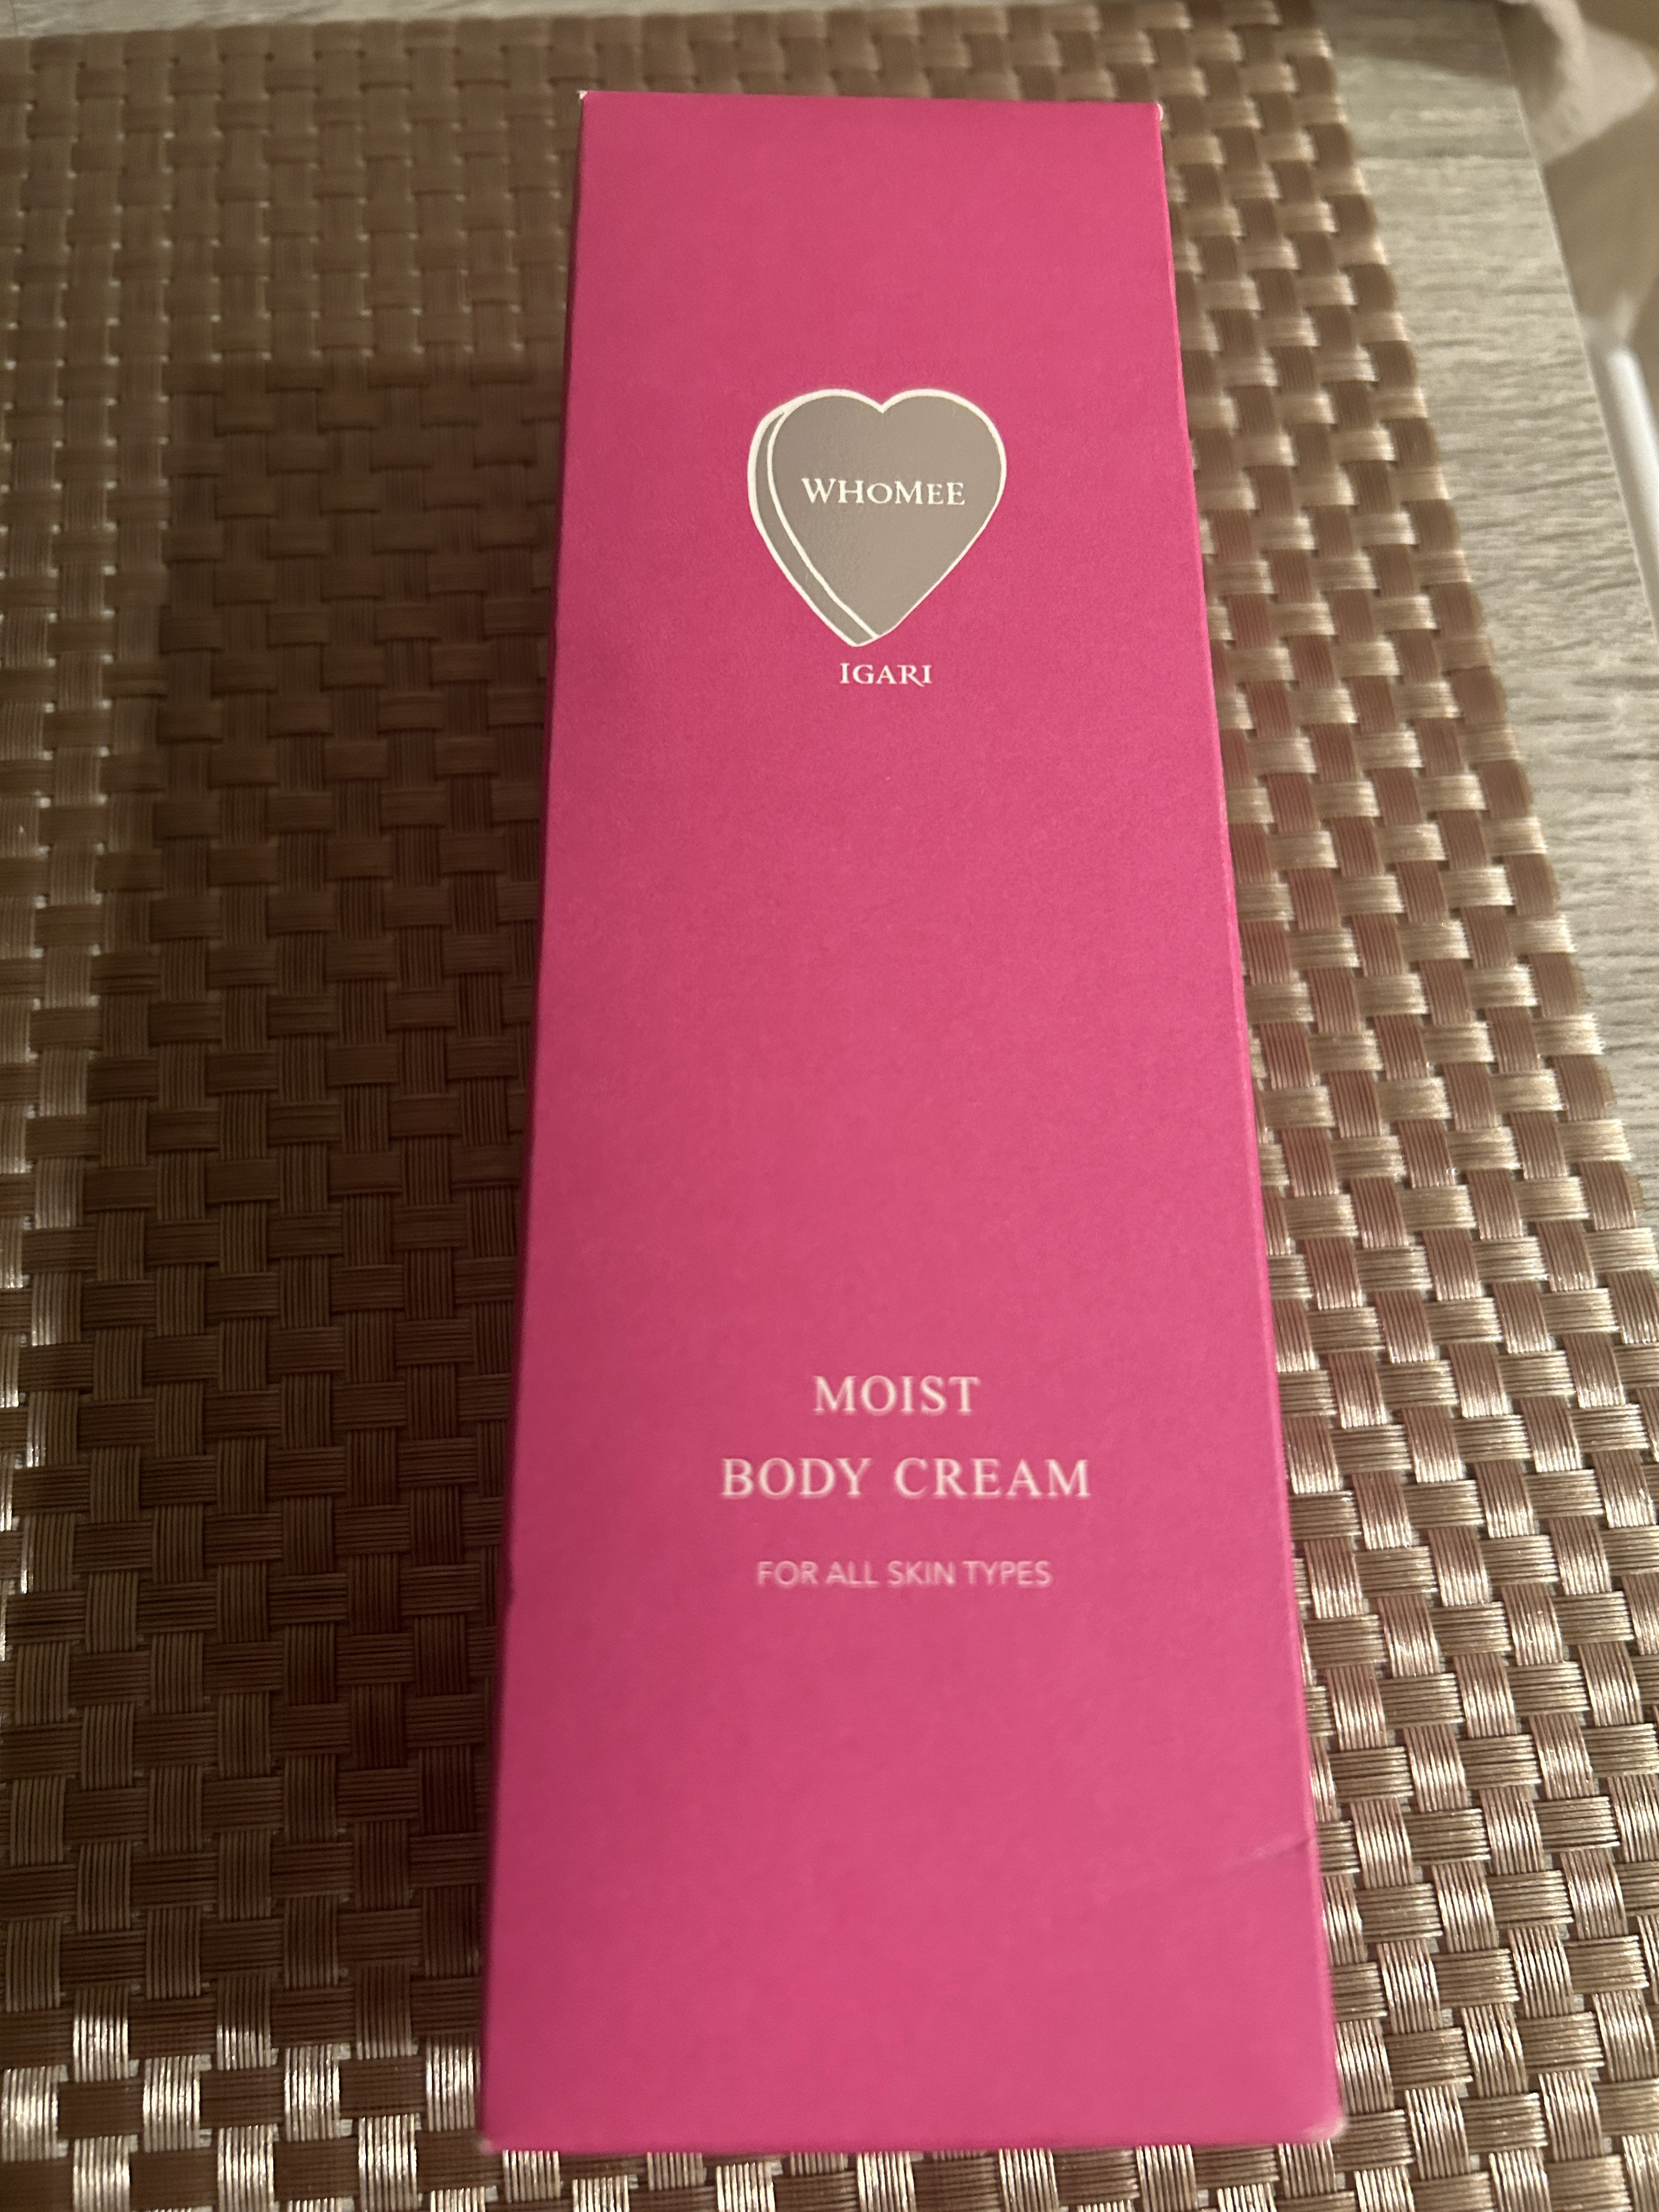 WHOMEE
IGARI
MOIST
BODY CREAM
FOR ALL SKIN TYPES